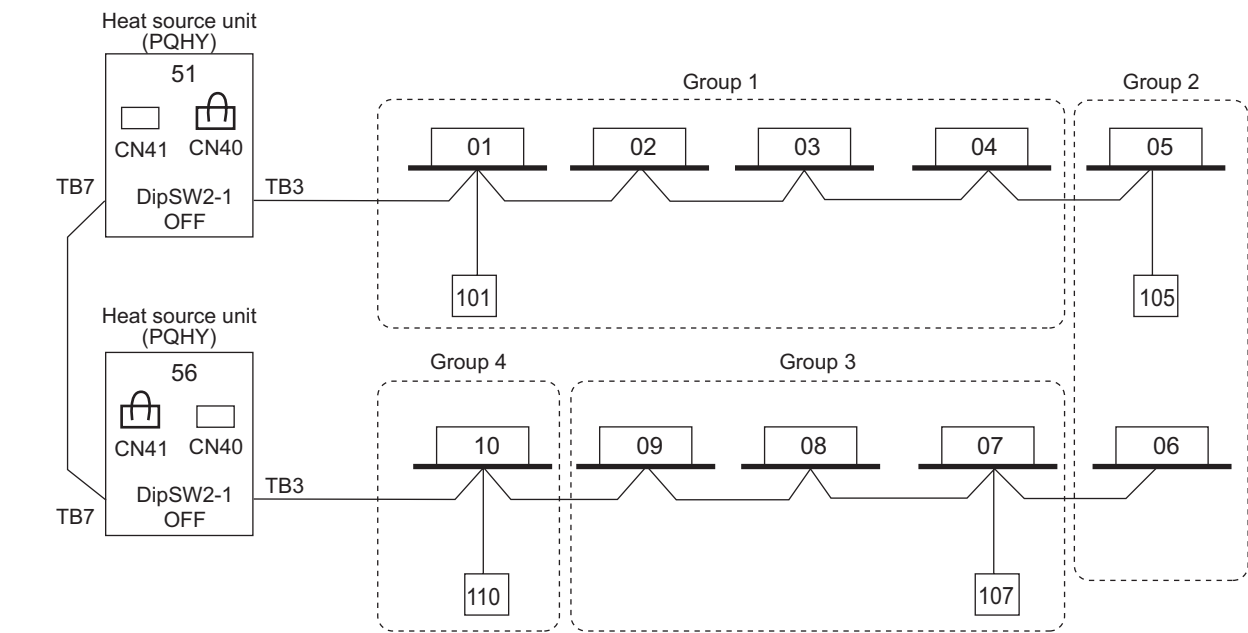 Heat source unit
(PQHY)
51
CN41 CN40
TB7
DipSW2-1
OFF
TB3
Group 1
01 02 03 04
101
Group 2
05
105
Heat source unit
(PQHY)
56
CN41 CN40
TB7
DipSW2-1
OFF
TB3
Group 4
10
110
Group 3
09 08 07
107
06